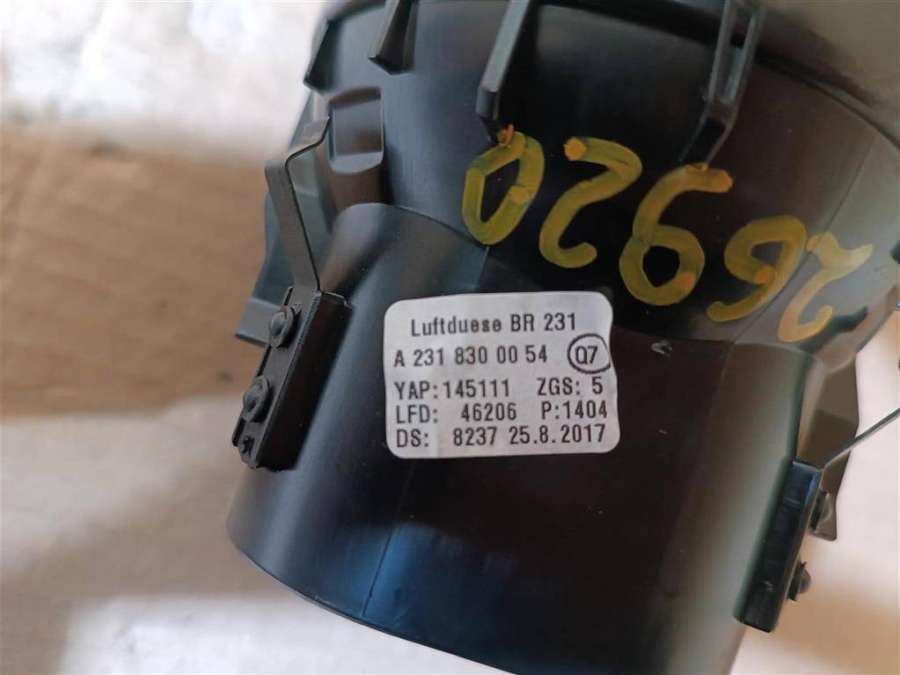 Luftduese BR 231
A 231 830 00 54 Q7
YAP: 145111 ZGS: 5
LFD: 46206 P: 1404
DS: 8237 25.8.2017